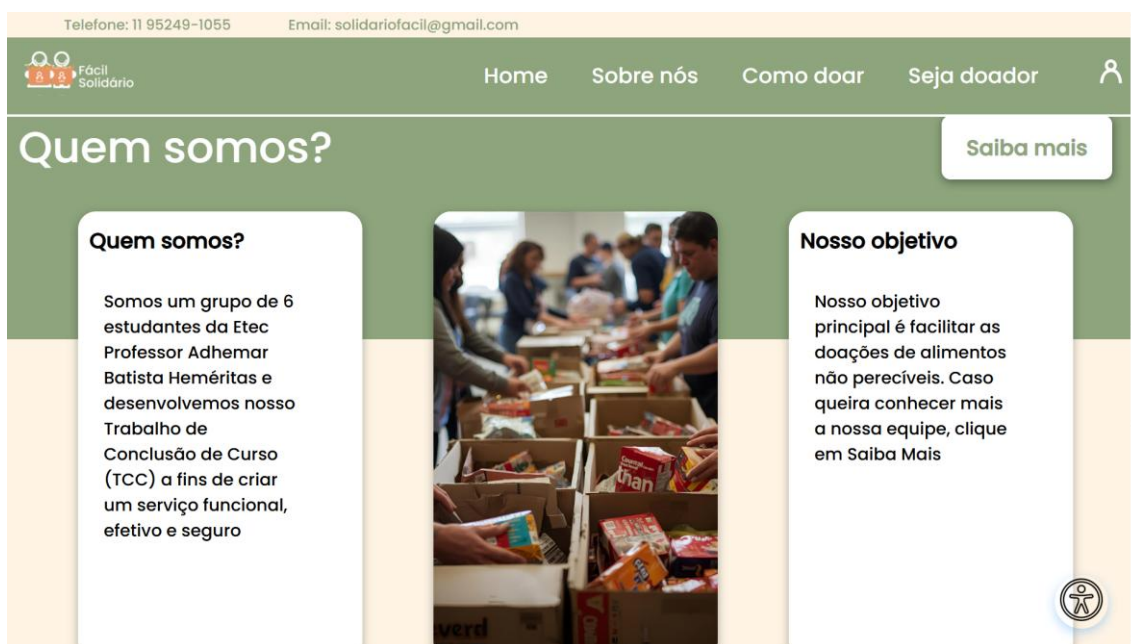 Telefone: 11 95249-1055 Email: solidariofacil@gmail.com
Fácil
Solidário
Home Sobre nós Como doar Seja doador
Quem somos?
Saiba mais
Quem somos?
Somos um grupo de 6
estudantes da Etec
Professor Adhemar
Batista Heméritas e
desenvolvemos nosso
Trabalho de
Conclusão de Curso
(TCC) a fins de criar
um serviço funcional,
efetivo e seguro
Nosso objetivo
Nosso objetivo
principal é facilitar as
doações de alimentos
não perecíveis. Caso
queira conhecer mais
a nossa equipe, clique
em Saiba Mais